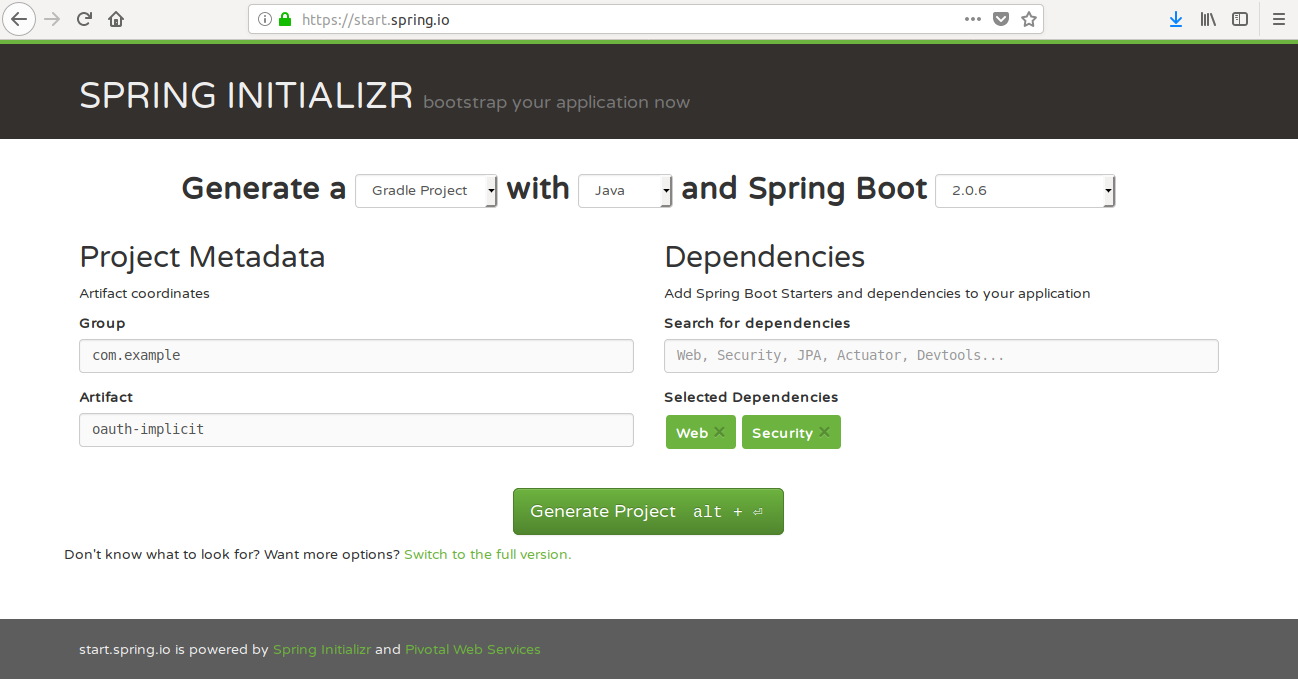 https://start.spring.io
SPRING INITIALIZR bootstrap your application now
Generate a Gradle Project with Java and Spring Boot 2.0.6
Project Metadata
Artifact coordinates
Group
com.example
Artifact
oauth-implicit
Dependencies
Add Spring Boot Starters and dependencies to your application
Search for dependencies
Web, Security, JPA, Actuator, Devtools...
Selected Dependencies
Web Security
Generate Project alt + ⏎
Don't know what to look for? Want more options? Switch to the full version.
start.spring.io is powered by Spring Initializr and Pivotal Web Services